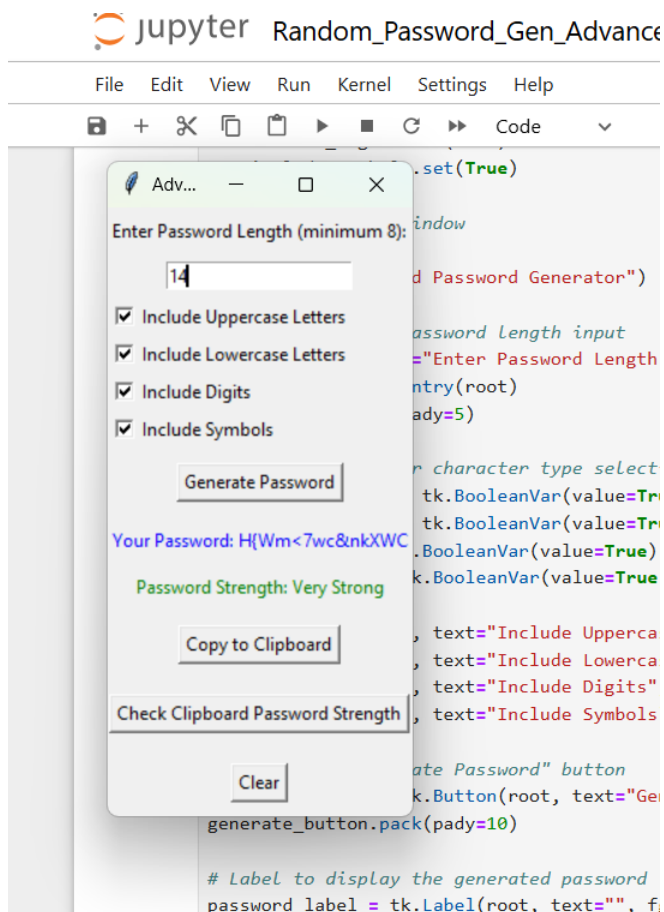 jupyter Random_Password_Gen_Advance
File Edit View Run Kernel Settings Help
Code
.set(True)
Adv...
indow
Enter Password Length (minimum 8):
14
d Password Generator")
Include Uppercase Letters
assword length input
Include Lowercase Letters
="Enter Password Length
Include Digits
ntry(root)
ady=5)
Include Symbols
r character type select
Generate Password
tk.BooleanVar(value=Tru
tk.BooleanVar(value=Tru
Your Password: H{Wm<7wc&nkXWC
.BooleanVar(value=True)
k.BooleanVar(value=True
Password Strength: Very Strong
, text="Include Upperca
Copy to Clipboard
, text="Include Lowerca
, text="Include Digits"
Check Clipboard Password Strength
, text="Include Symbols
ate Password" button
Clear
k.Button(root, text="Gen
generate_button.pack(pady=10)
# Label to display the generated password
password_label = tk.Label(root, text="", f